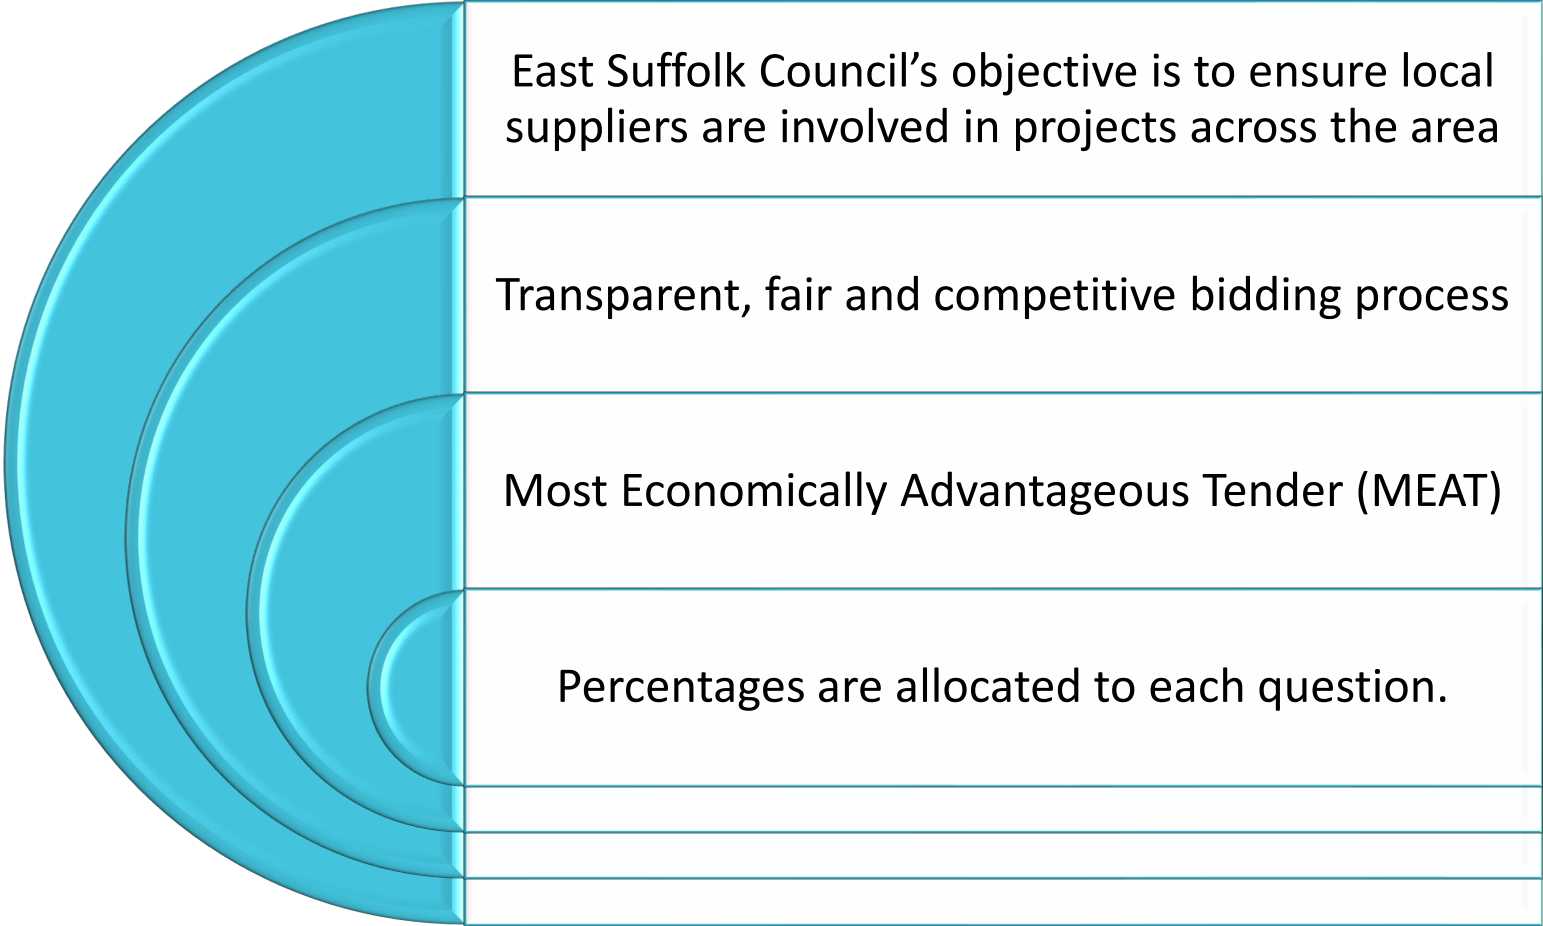 East Suffolk Council’s objective is to ensure local
suppliers are involved in projects across the area
Transparent, fair and competitive bidding process
Most Economically Advantageous Tender (MEAT)
Percentages are allocated to each question.